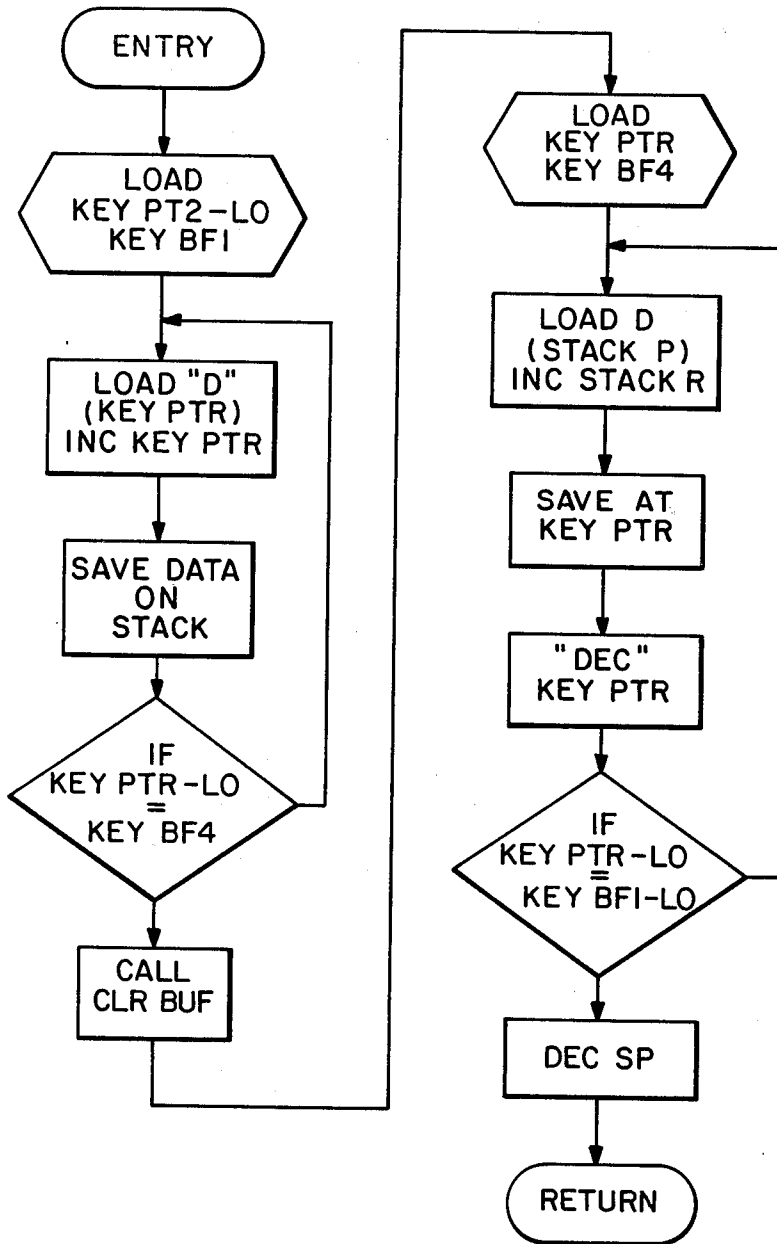 ENTRY
LOAD
KEY PT2-LO
KEY BF1
LOAD "D"
(KEY PTR)
INC KEY PTR
SAVE DATA
ON
STACK
IF
KEY PTR-LO
=
KEY BF4
CALL
CLR BUF
LOAD
KEY PTR
KEY BF4
LOAD D
(STACK P)
INC STACK R
SAVE AT
KEY PTR
"DEC"
KEY PTR
IF
KEY PTR-LO
=
KEY BF1-LO
DEC SP
RETURN